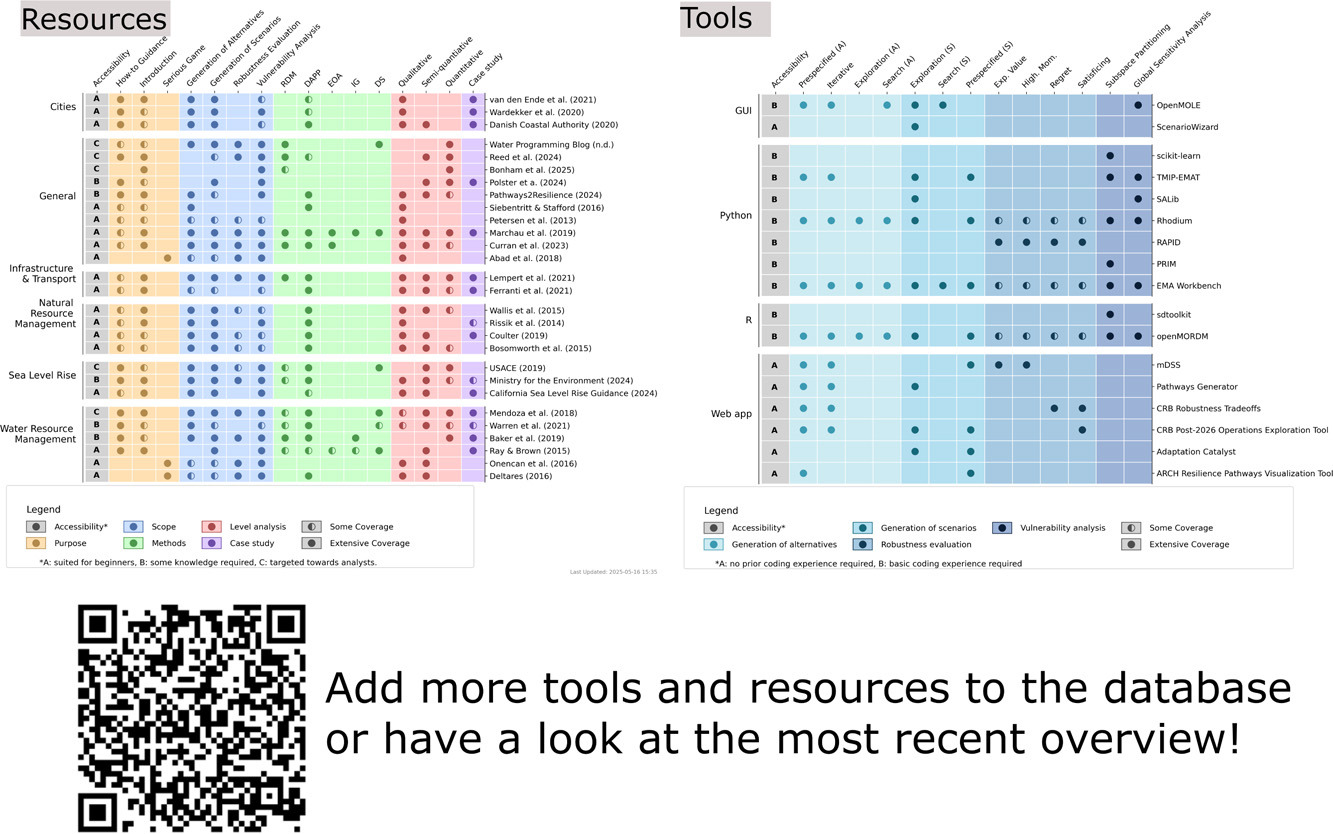 Resources
Accessibility
How-to Guidance
Introduction
Serious Game
Generation of Alternatives
Generation of Scenarios
Robustness Evaluation
Vulnerability Analysis
RDM
DAPP
EOA
IG
DS
Qualitative
Semi-quantiative
Quantitative
Case study
Cities
A van den Ende et al. (2021)
A Wardekker et al. (2020)
A Danish Coastal Authority (2020)
General
C Water Programming Blog (n.d.)
C Reed et al. (2024)
C Bonham et al. (2025)
B Polster et a. (2024)
B Pathways2Resilience (2024)
A Siebentritt & Stafford (2016)
A Petersen et al. (2013)
A Marchau et al. (2019)
A Curran et al. (2023)
A Abad et al. (2018)
Infrastructure
& Transport
A Lempert et al. (2021)
A Ferranti et al. (2021)
Natural
Resource
Management
A Wallis et al. (2015)
A Rissik et al. (2014)
A Coulter (2019)
A Bosomworth et al. (2015)
Sea Level Rise
C USACE (2019)
B Ministry for the Environment (2024)
A California Sea Level Rise Guidance (2024)
Water Resource
Management
C Mendoza et al. (2018)
B Warren et al. (2021)
B Baker et al. (2019)
A Ray & Brown (2015)
A Onencan et al. (2016)
A Deltares (2016)
Legend
Accessibility* Scope Level analysis Some Coverage
Purpose Methods Case study Extensive Coverage
*A: suited for beginners, B: some knowledge required, C: targeted towards analysts.
Last Updated: 2025-05-16 15:35
Tools
Accessibility
Prespecified (A)
Iterative
Exploration (A)
Search (A)
Exploration (S)
Search (S)
Prespecified (S)
Exp. Value
High. Mom.
Regret
Satisficing
Subspace Partitioning
Global Sensitivity Analysis
GUI
B OpenMOLE
A ScenarioWizard
Python
B scikit-learn
B TMIP-EMAT
B SALib
B Rhodium
B RAPID
B PRIM
B EMA Workbench
R
B sdtoolkit
B openMORDM
Web app
A mDSS
A Pathways Generator
A CRB Robustness Tradeoffs
A CRB Post-2026 Operations Exploration Tool
A Adaptation Catalyst
A ARCH Resilience Pathways Visualization Tool
Legend
Accessibility* Generation of scenarios Vulnerability analysis Some Coverage
Generation of alternatives Robustness evaluation Extensive Coverage
*A: no prior coding experience required, B: basic coding experience required
Add more tools and resources to the database
or have a look at the most recent overview!